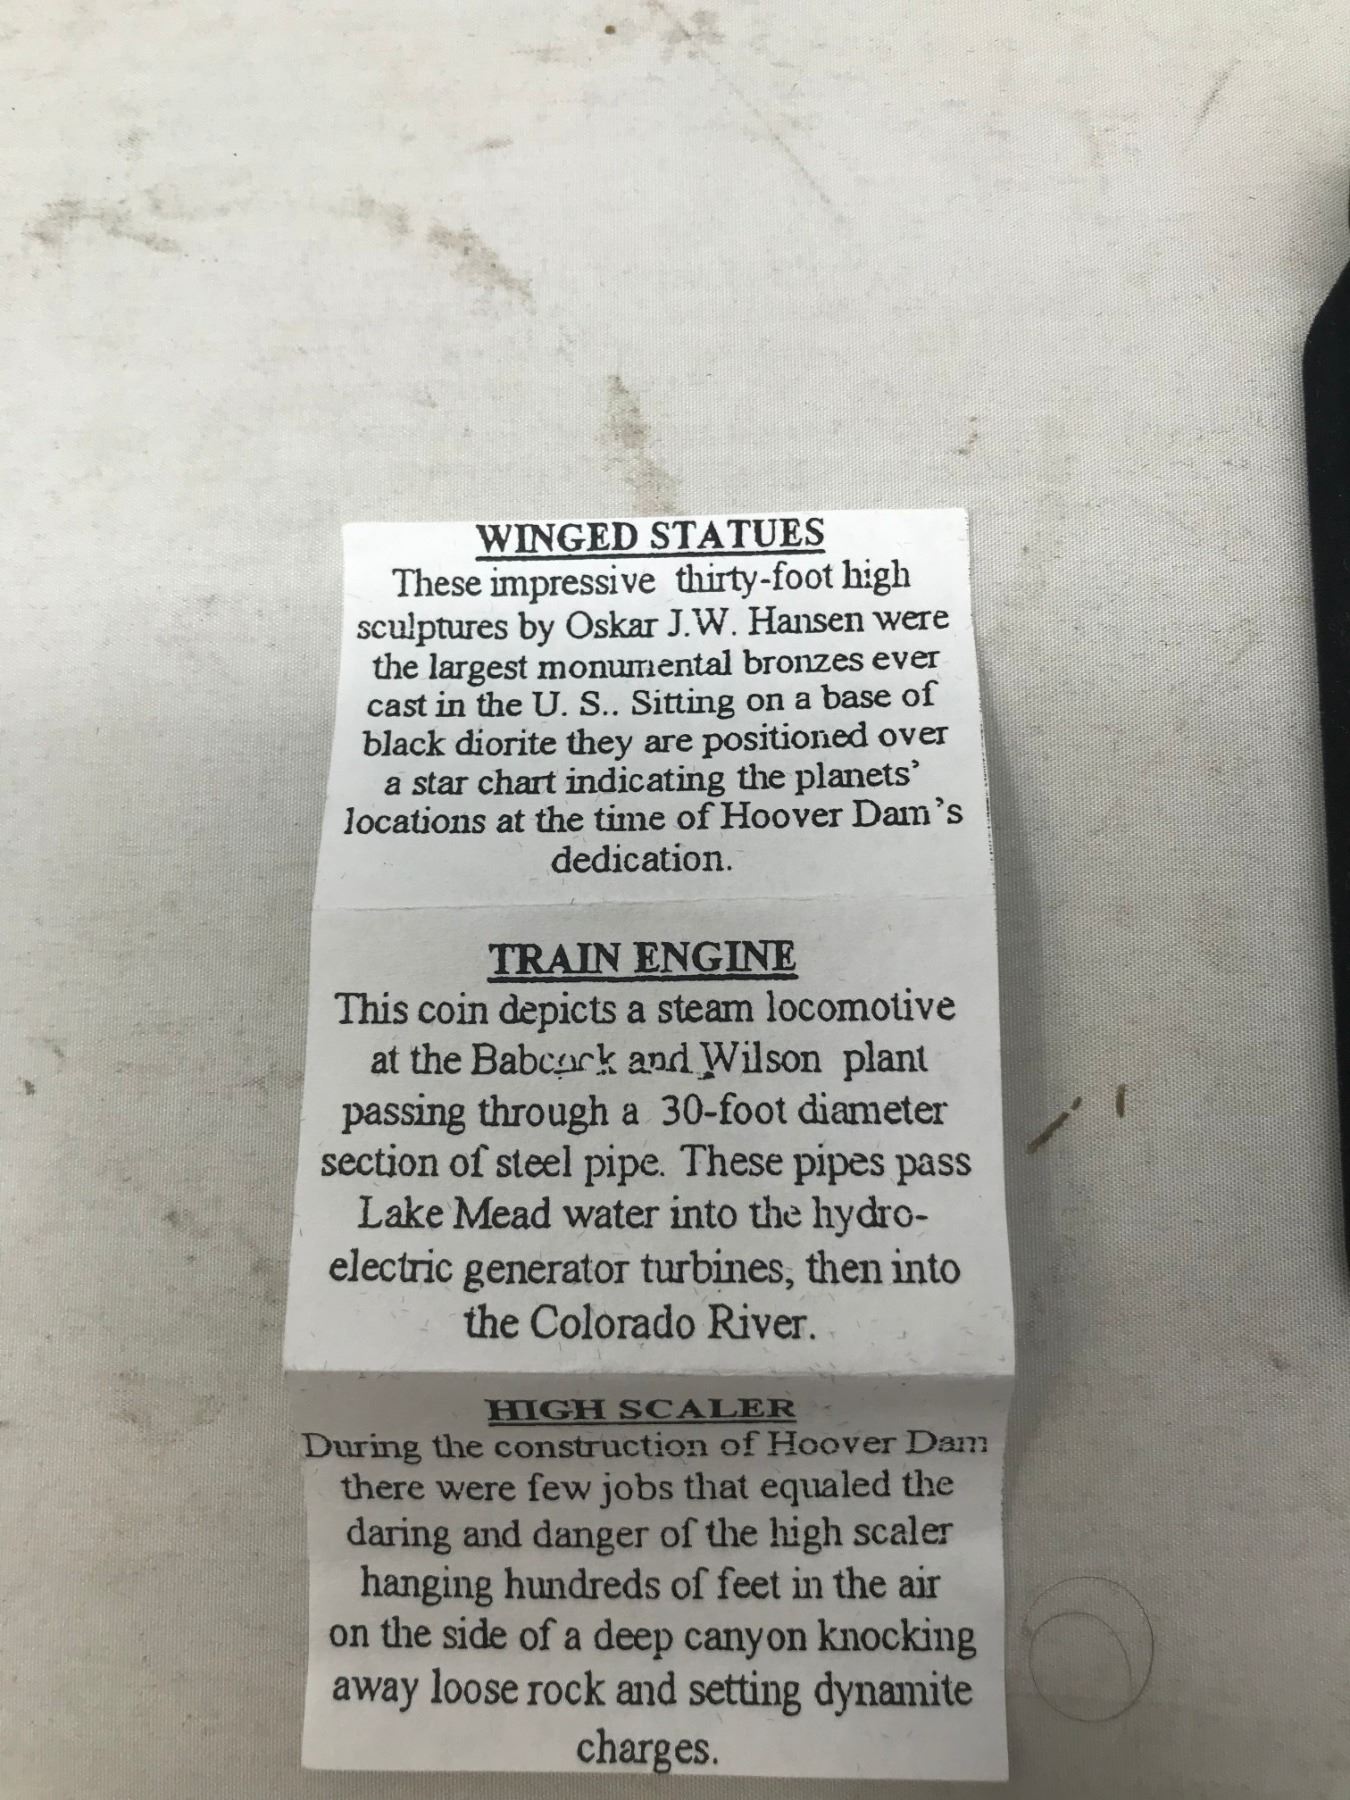 WINGED STATUES
These impressive thirty-foot high
sculptures by Oskar J.W. Hansen were
the largest monumental bronzes ever
cast in the U. S.. Sitting on a base of
black diorite they are positioned over
a star chart indicating the planets’
locations at the time of Hoover Dam’s
dedication.
TRAIN ENGINE
This coin depicts a steam locomotive
at the Babcock and Wilson plant
passing through a 30-foot diameter
section of steel pipe. These pipes pass
Lake Mead water into the hydro-
electric generator turbines, then into
the Colorado River.
HIGH SCALER
During the construction of Hoover Dam
there were few jobs that equaled the
daring and danger of the high scaler
hanging hundreds of feet in the air
on the side of a deep canyon knocking
away loose rock and setting dynamite
charges.